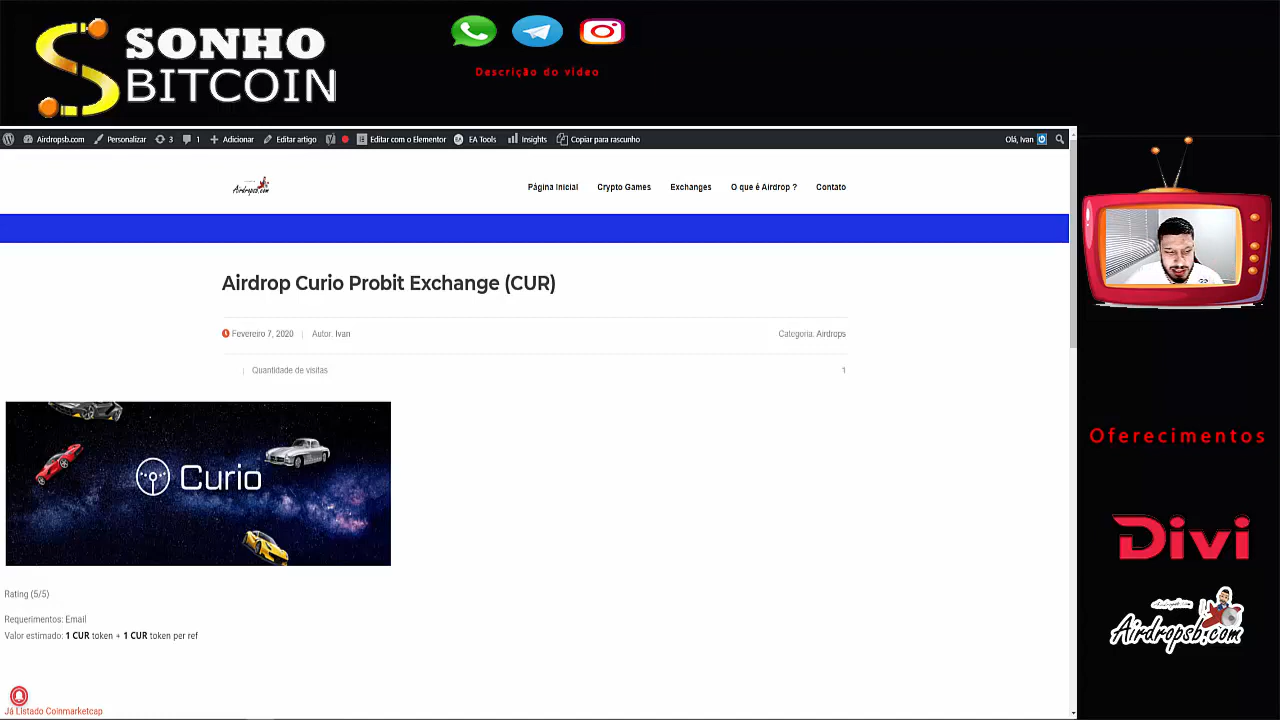 SONHO
BITCOIN
Descrição do vídeo
Airdropsb.com Personalizar 3 1 Adicionar Editar artigo Editar com o Elementor EA Tools Insights Copiar para rascunho Olá, Ivan
Airdropsb.com
Página Inicial Crypto Games Exchanges O que é Airdrop ? Contato
Airdrop Curio Probit Exchange (CUR)
Fevereiro 7, 2020 | Autor: Ivan Categoria: Airdrops
| Quantidade de visitas 1
Curio
Rating (5/5)
Requerimentos: Email
Valor estimado: 1 CUR token + 1 CUR token per ref
Já Listado Coinmarketcap
Oferecimentos
Divi
Airdropsb.com